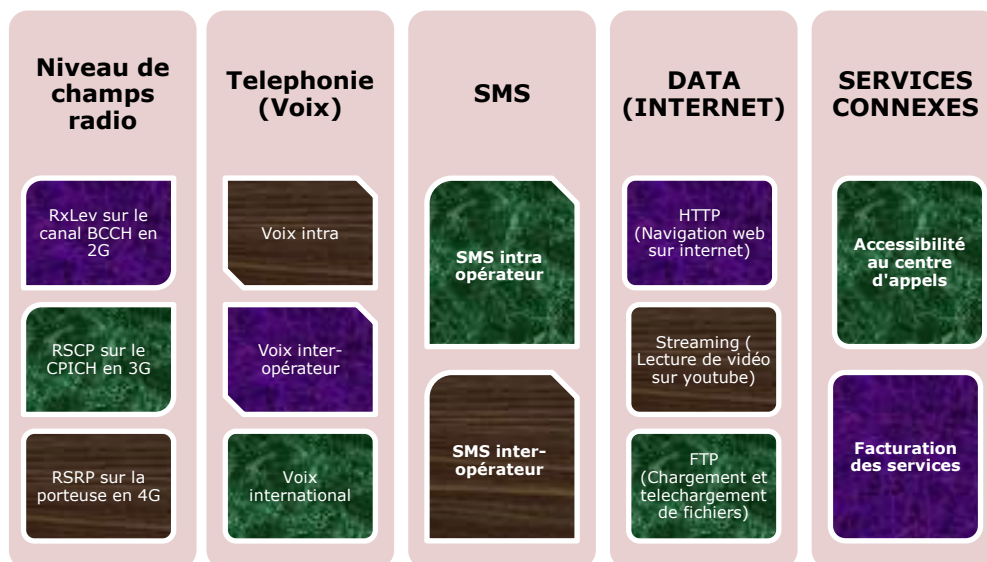 Niveau de
champs
radio
RxLev sur le
canal BCCH en
2G
RSCP sur le
CPICH en 3G
RSRP sur la
porteuse en 4G
Telephonie
(Voix)
Voix intra
Voix inter-
opérateur
Voix
international
SMS
SMS intra
opérateur
SMS inter-
opérateur
DATA
(INTERNET)
HTTP
(Navigation web
sur internet)
Streaming (
Lecture de vidéo
sur youtube)
FTP
(Chargement et
telechargement
de fichiers)
SERVICES
CONNEXES
Accessibilité
au centre
d'appels
Facturation
des services